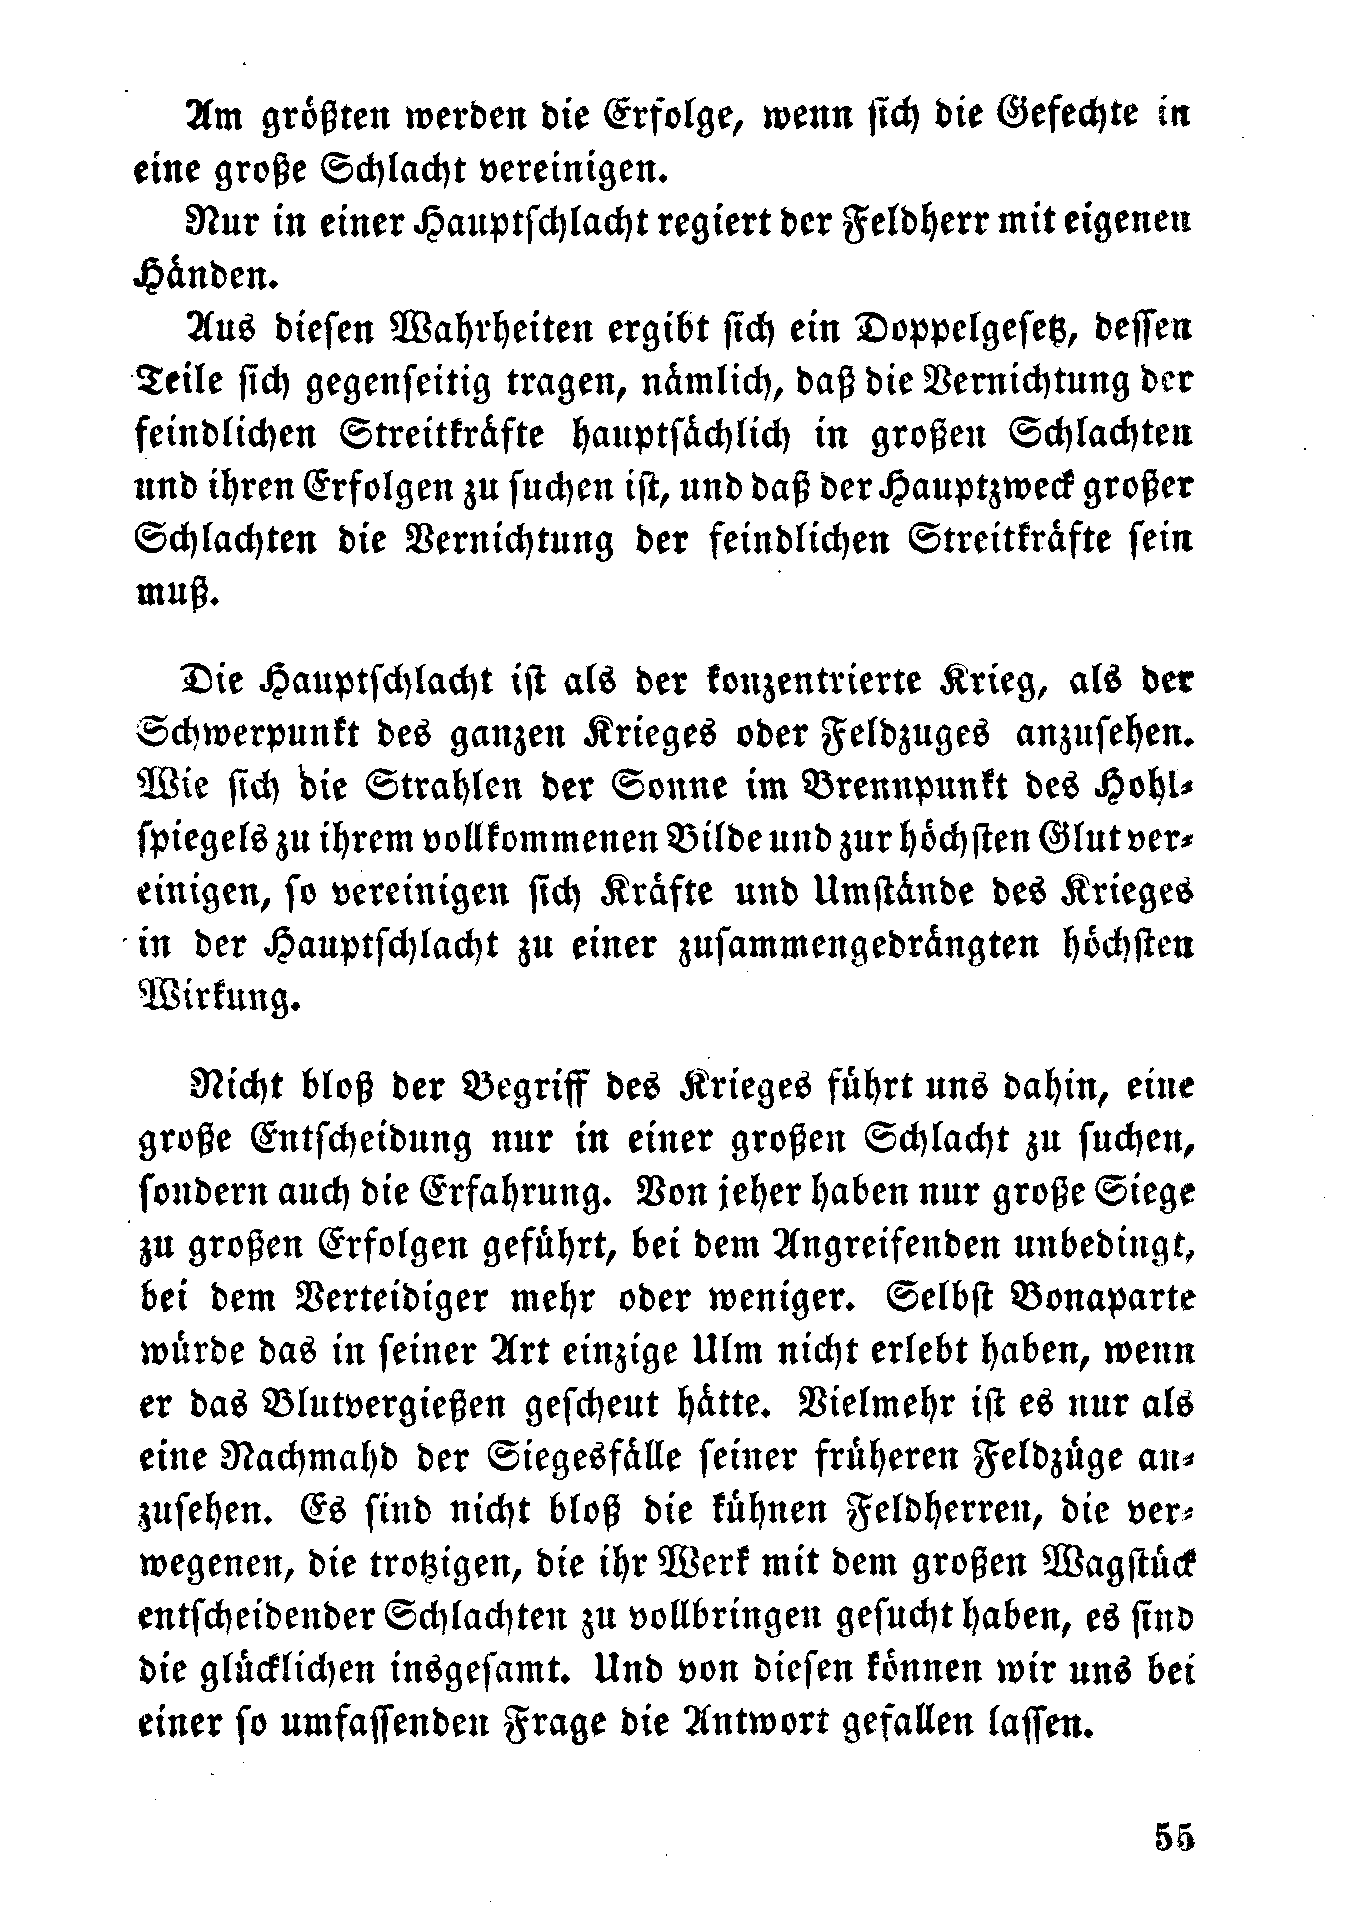 Am größten werden die Erfolge, wenn sich die Gefechte in
eine große Schlacht vereinigen.
Nur in einer Hauptschlacht regiert der Feldherr mit eigenen
Händen.
Aus diesen Wahrheiten ergibt sich ein Doppelgesetz, dessen
Teile sich gegenseitig tragen, nämlich, daß die Vernichtung der
feindlichen Streitkräfte hauptsächlich in großen Schlachten
und ihren Erfolgen zu suchen ist, und daß der Hauptzweck großer
Schlachten die Vernichtung der feindlichen Streitkräfte sein
muß.
Die Hauptschlacht ist als der konzentrierte Krieg, als der
Schwerpunkt des ganzen Krieges oder Feldzuges anzusehen.
Wie sich die Strahlen der Sonne im Brennpunkt des Hohl-
spiegels zu ihrem vollkommenen Bilde und zur höchsten Glut ver-
einigen, so vereinigen sich Kräfte und Umstände des Krieges
in der Hauptschlacht zu einer zusammengedrängten höchsten
Wirkung.
Nicht bloß der Begriff des Krieges führt uns dahin, eine
große Entscheidung nur in einer großen Schlacht zu suchen,
sondern auch die Erfahrung. Von jeher haben nur große Siege
zu großen Erfolgen geführt, bei dem Angreifenden unbedingt,
bei dem Verteidiger mehr oder weniger. Selbst Bonaparte
würde das in seiner Art einzige Ulm nicht erlebt haben, wenn
er das Blutvergießen gescheut hätte. Vielmehr ist es nur als
eine Nachmahd der Siegesfälle seiner früheren Feldzüge an-
zusehen. Es sind nicht bloß die kühnen Feldherren, die ver-
wegenen, die trotzigen, die ihr Werk mit dem großen Wagstück
entscheidender Schlachten zu vollbringen gesucht haben, es sind
die glücklichen insgesamt. Und von diesen können wir uns bei
einer so umfassenden Frage die Antwort gefallen lassen.
55